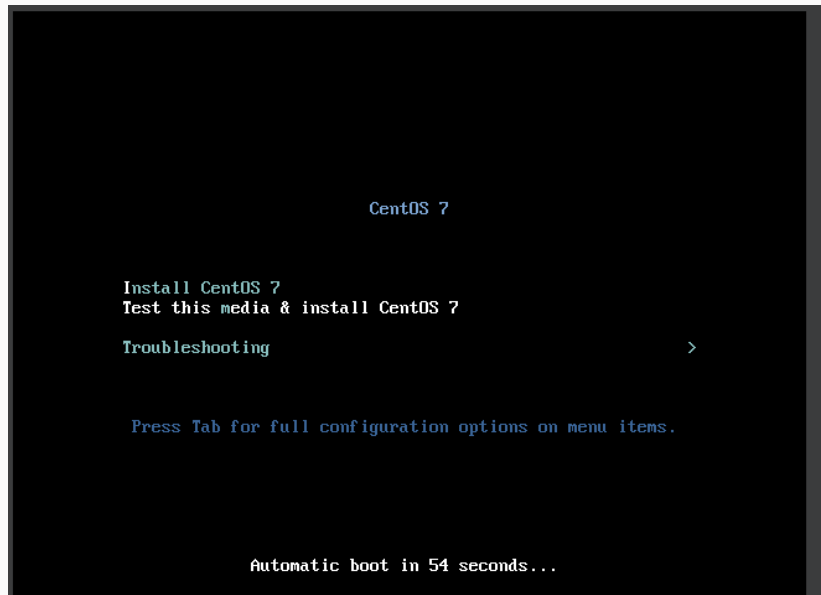 CentOS 7
Install CentOS 7
Test this media & install CentOS 7
Troubleshooting >
Press Tab for full configuration options on menu items.
Automatic boot in 54 seconds...